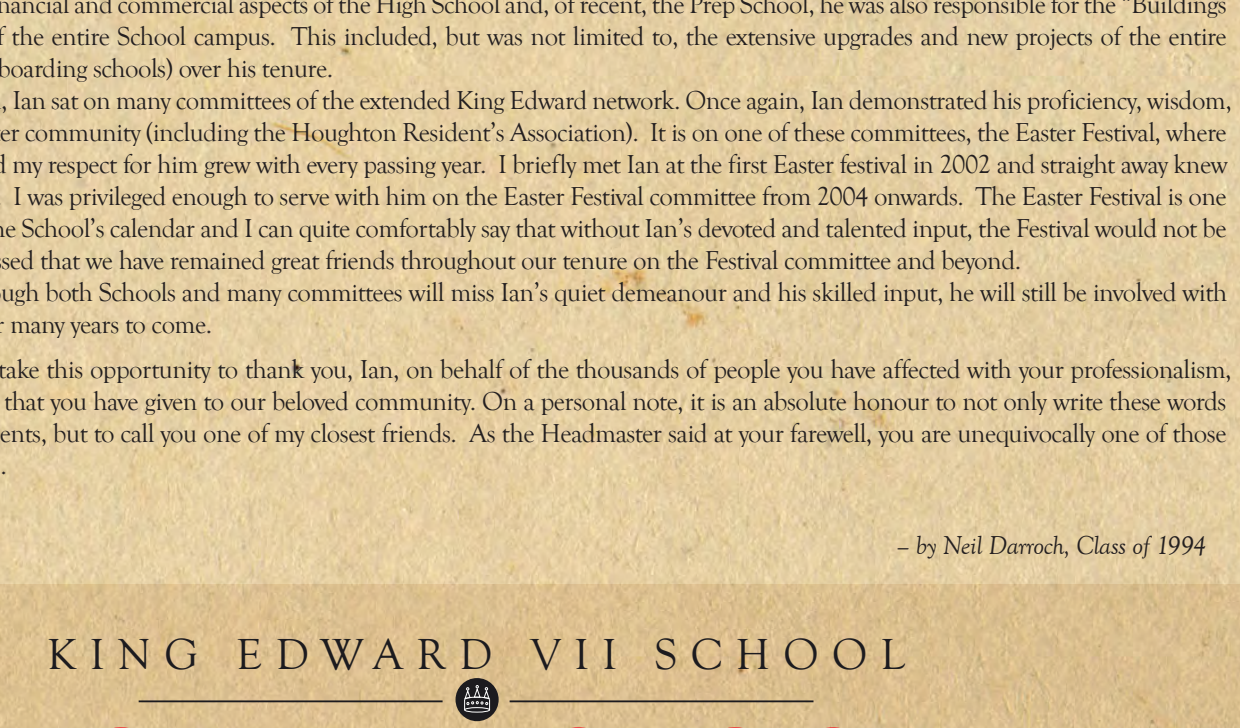 nancial and commercial aspects of the High School and, of recent, the Prep School, he was also responsible for the “Buildings
f the entire School campus.  This included, but was not limited to, the extensive upgrades and new projects of the entire
boarding schools) over his tenure.
, Ian sat on many committees of the extended King Edward network. Once again, Ian demonstrated his proficiency, wisdom,
er community (including the Houghton Resident’s Association).  It is on one of these committees, the Easter Festival, where
d my respect for him grew with every passing year.  I briefly met Ian at the first Easter festival in 2002 and straight away knew
I was privileged enough to serve with him on the Easter Festival committee from 2004 onwards.  The Easter Festival is one
he School’s calendar and I can quite comfortably say that without Ian’s devoted and talented input, the Festival would not be
ssed that we have remained great friends throughout our tenure on the Festival committee and beyond.
ough both Schools and many committees will miss Ian’s quiet demeanour and his skilled input, he will still be involved with
r many years to come.
take this opportunity to thank you, Ian, on behalf of the thousands of people you have affected with your professionalism,
that you have given to our beloved community. On a personal note, it is an absolute honour to not only write these words
ents, but to call you one of my closest friends.  As the Headmaster said at your farewell, you are unequivocally one of those
.
– by Neil Darroch, Class of 1994
KING EDWARD VII SCHOOL